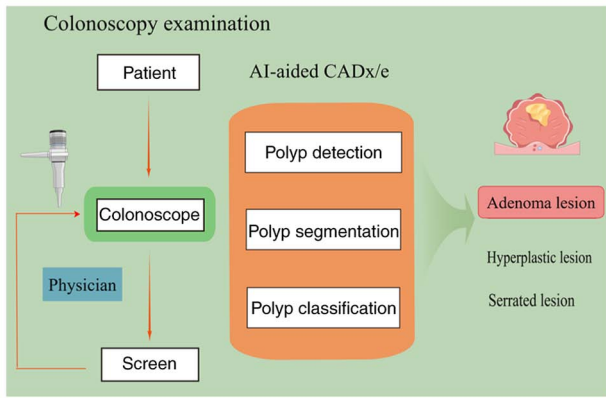 Colonoscopy examination
Patient
AI-aided CADx/e
Polyp detection
Adenoma lesion
Colonoscope
Polyp segmentation
Hyperplastic lesion
Physician
Polyp classification
Serrated lesion
Screen